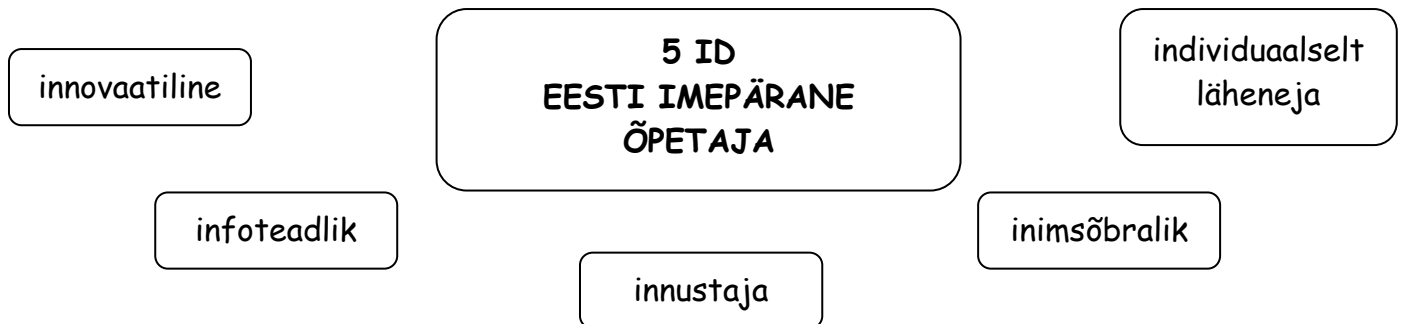 5 ID
EESTI IMEPÄRANE
ÕPETAJA
innovaatiline
individuaalselt
läheneja
infoteadlik
inimsõbralik
innustaja